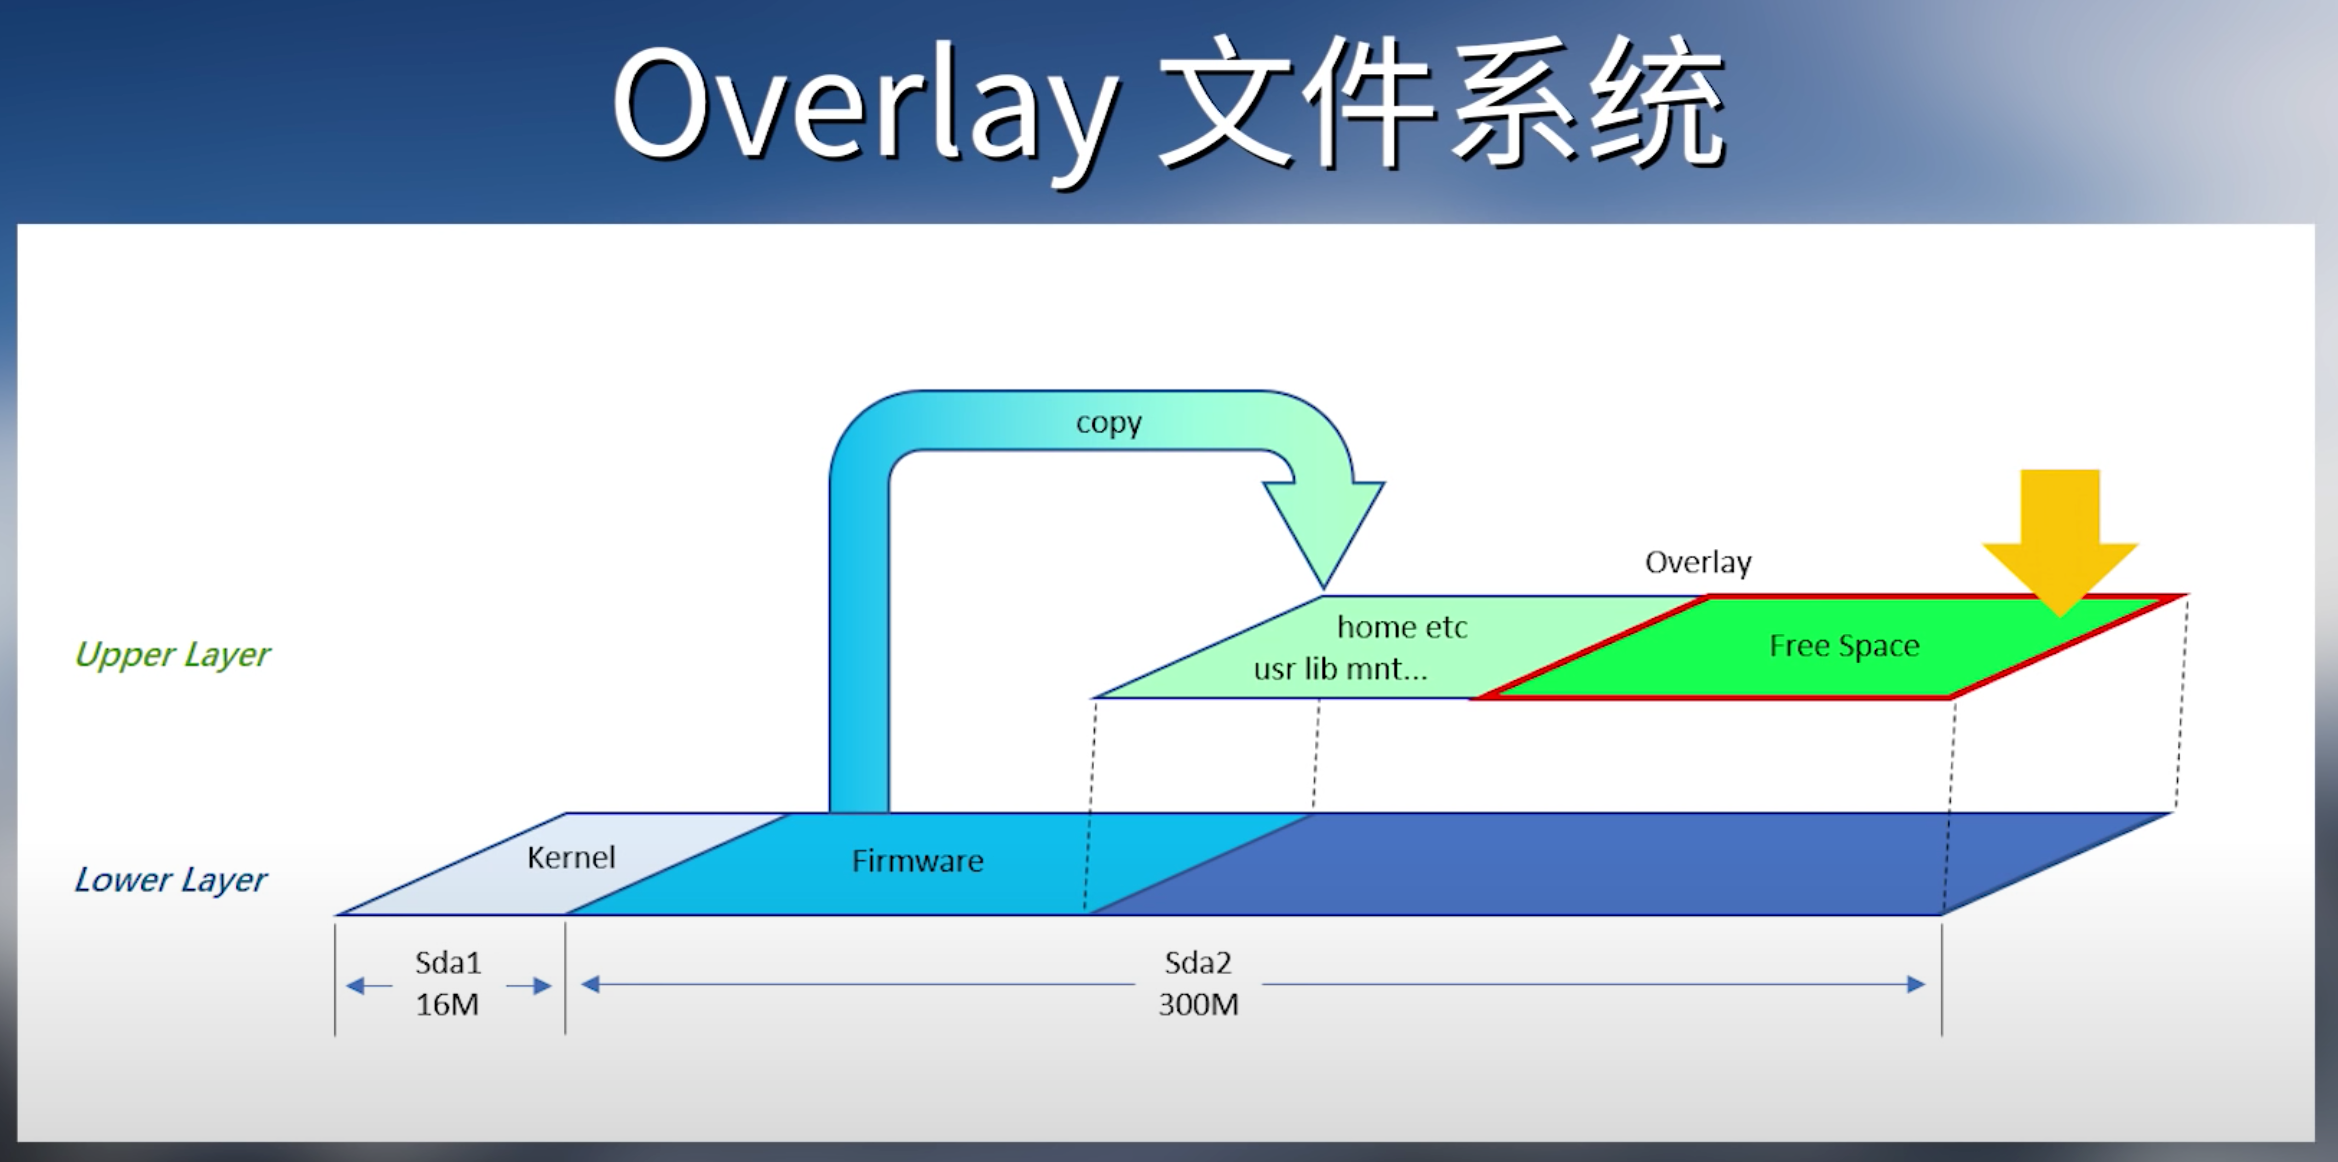 Overlay 文件系统
copy
Overlay
home etc
usr lib mnt...
Free Space
Upper Layer
Kernel
Firmware
Lower Layer
Sda1
16M
Sda2
300M